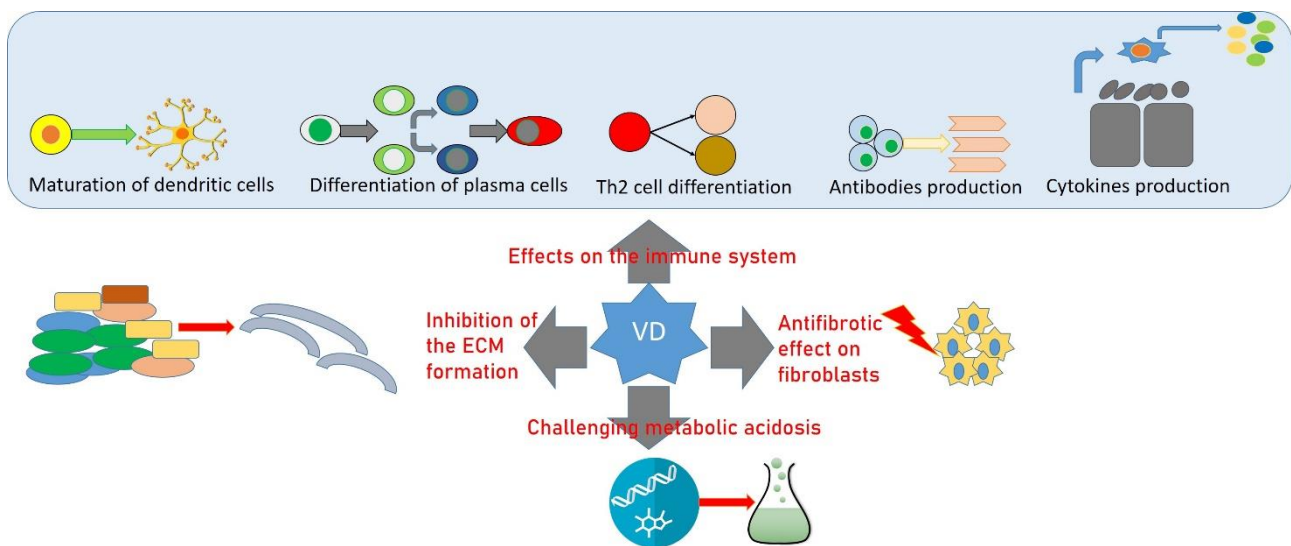 Maturation of dendritic cells
Differentiation of plasma cells
Th2 cell differentiation
Antibodies production
Cytokines production
Effects on the immune system
Inhibition of
the ECM
formation
VD
Antifibrotic
effect on
fibroblasts
Challenging metabolic acidosis